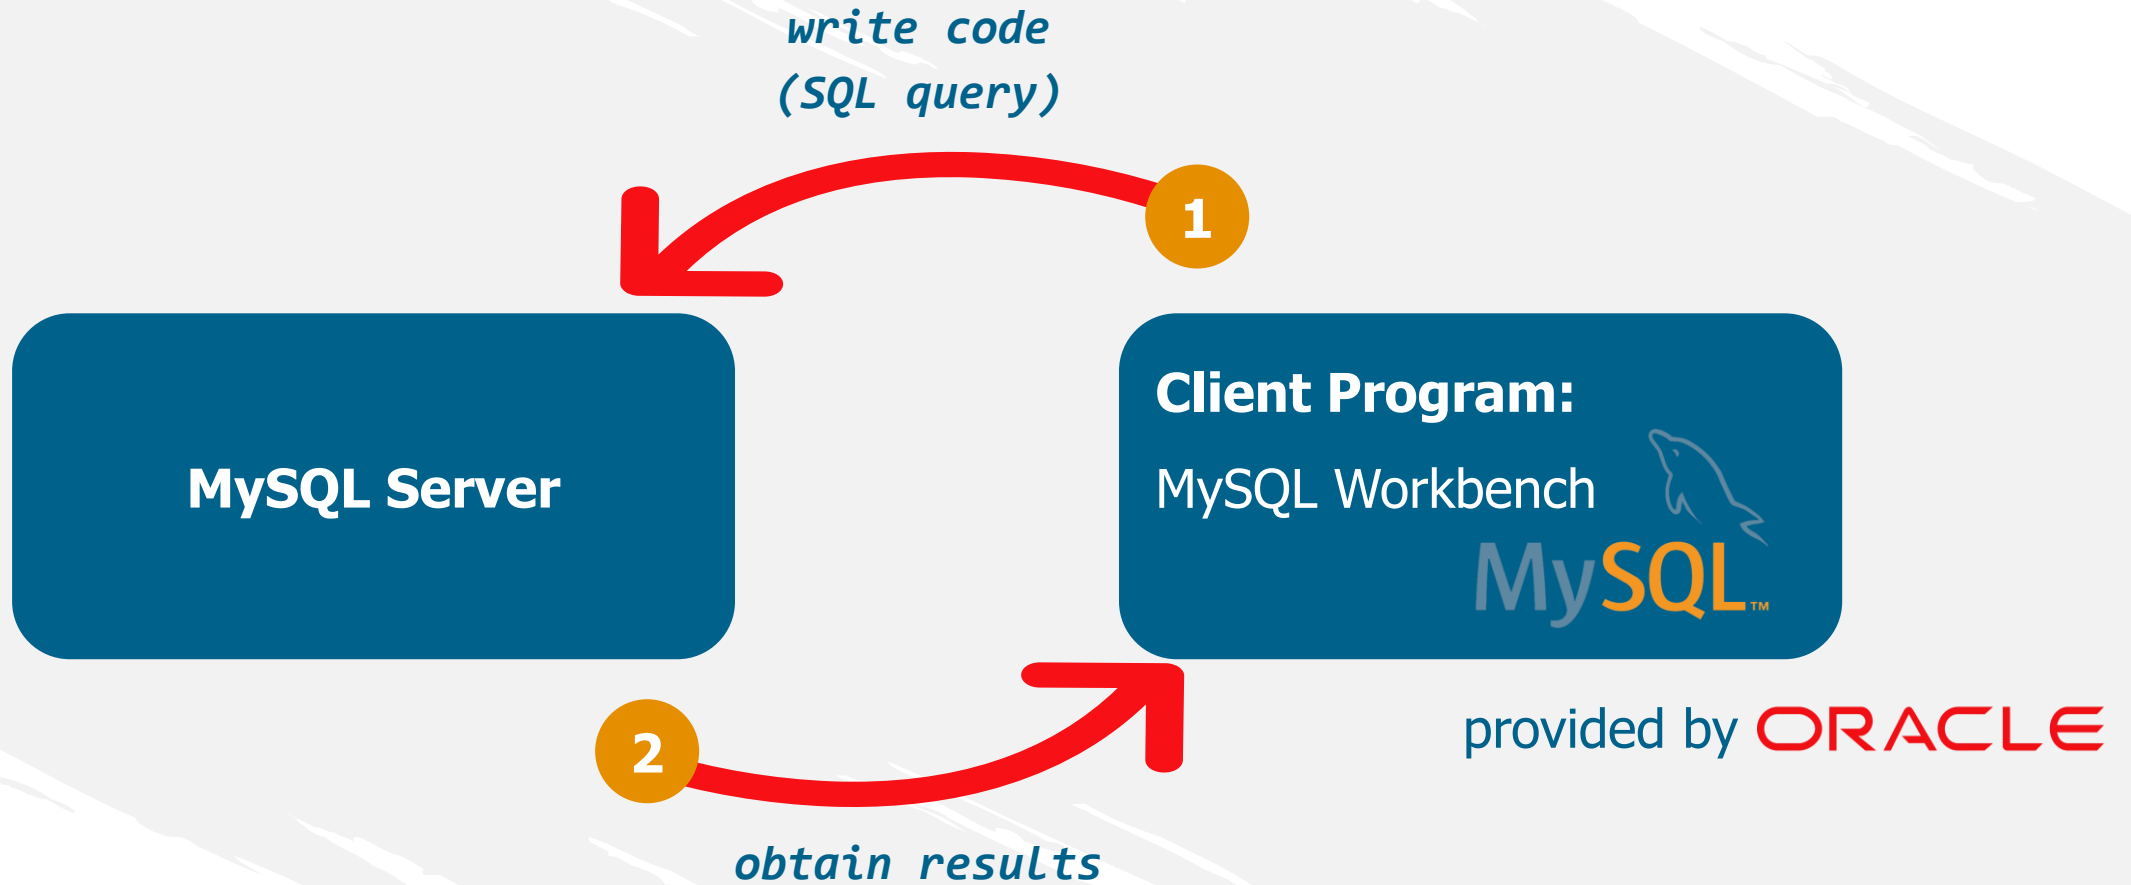 write code
(SQL query)
1
MySQL Server
Client Program:
MySQL Workbench
MySQL™
2
provided by ORACLE
obtain results